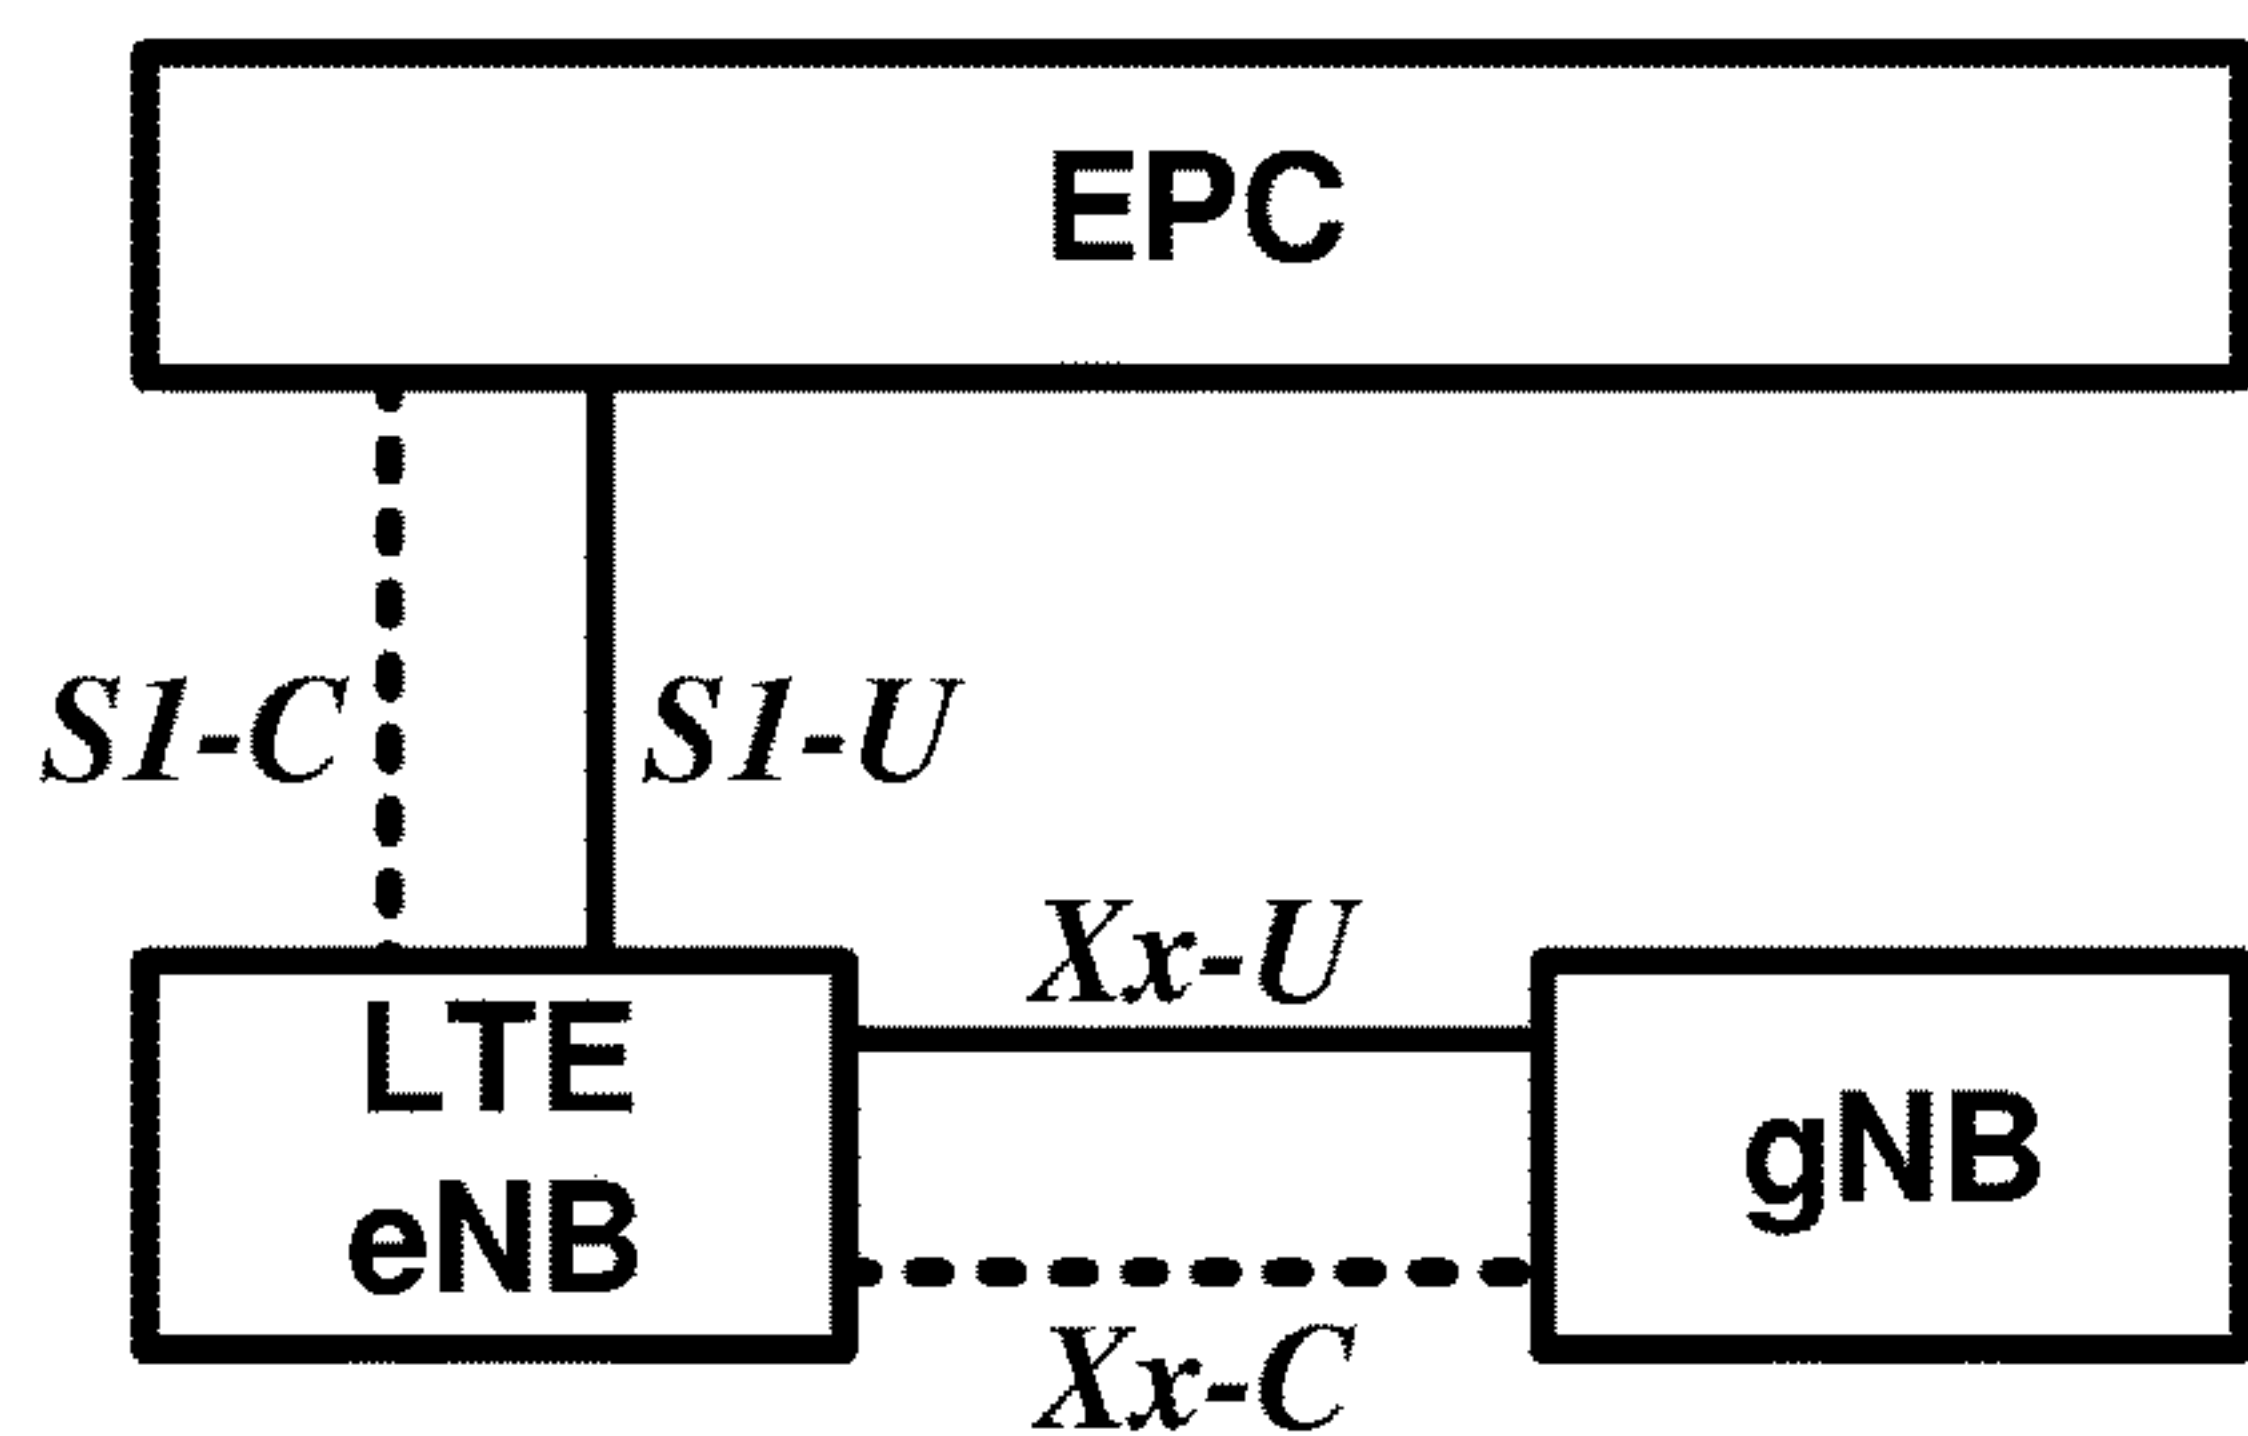 EPC
S1-C
S1-U
Xx-U
LTE
eNB
gNB
Xx-C